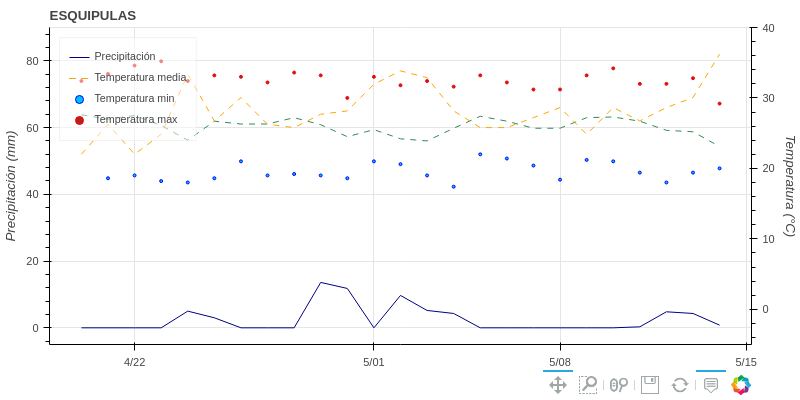 ESQUIPULAS
Precipitación
Temperatura media
Temperatura min
Temperatura max
Precipitación (mm)
80
60
40
20
0
Temperatura (°C)
40
30
20
10
0
4/22
5/01
5/08
5/15